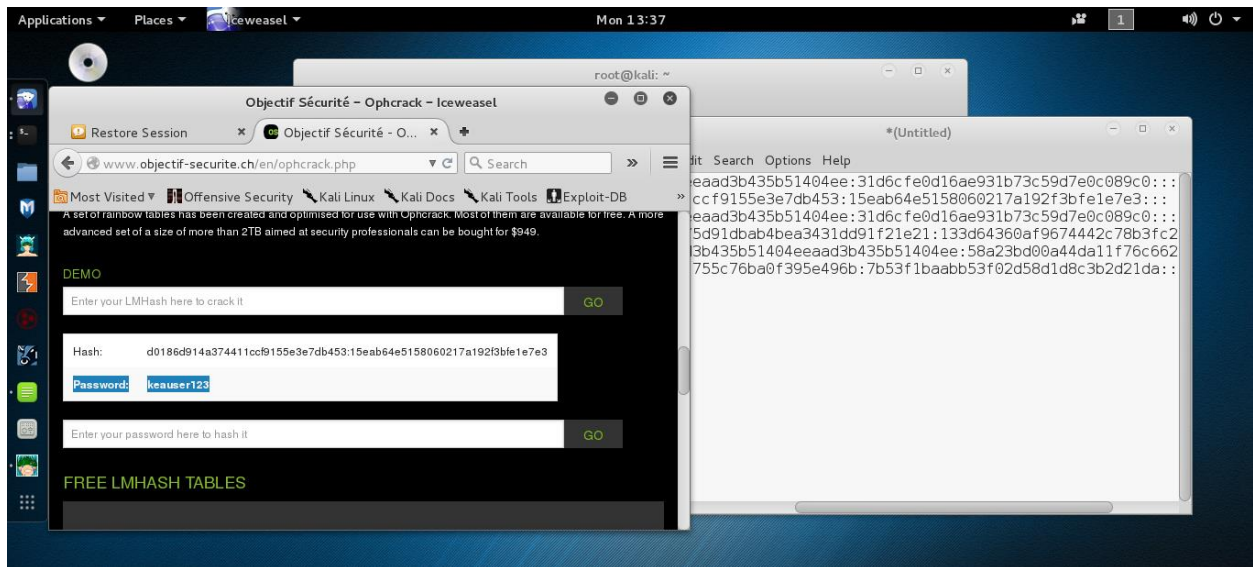 Applications ▾ Places ▾ Iceweasel ▾ Mon 13:37 1
root@kali: ~
Objectif Sécurité – Ophcrack – Iceweasel
Restore Session × Objectif Sécurité - O... ×
www.objectif-securite.ch/en/ophcrack.php Search »
Most Visited ▾ Offensive Security Kali Linux Kali Docs Kali Tools Exploit-DB »
A set of rainbow tables has been created and optimised for use with Ophcrack. Most of them are available for free. A more
advanced set of a size of more than 2TB aimed at security professionals can be bought for $949.
DEMO
Enter your LMHash here to crack it GO
Hash: d0186d914a374411ccf9155e3e7db453:15eab64e5158060217a192f3bfe1e7e3
Password: keauser123
Enter your password here to hash it GO
FREE LMHASH TABLES
*(Untitled)
dit Search Options Help
eaad3b435b51404ee:31d6cfe0d16ae931b73c59d7e0c089c0:::
ccf9155e3e7db453:15eab64e5158060217a192f3bfe1e7e3:::
eaad3b435b51404ee:31d6cfe0d16ae931b73c59d7e0c089c0:::
75d91dbab4bea3431dd91f21e21:133d64360af9674442c78b3fc2
d3b435b51404eeaad3b435b51404ee:58a23bd00a44da11f76c662
755c76ba0f395e496b:7b53f1baabb53f02d58d1d8c3b2d21da::